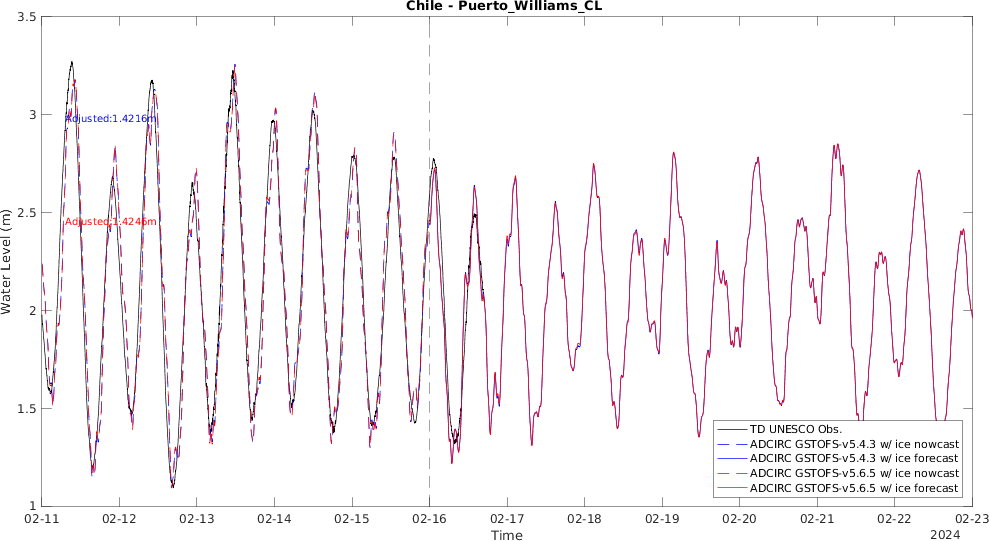 Chile - Puerto_Williams_CL
3.5
3
2.5
2
1.5
1
Water Level (m)
Adjusted:1.4216m
Adjusted:1.4246m
TD UNESCO Obs.
ADCIRC GSTOFS-v5.4.3 w/ ice nowcast
ADCIRC GSTOFS-v5.4.3 w/ ice forecast
ADCIRC GSTOFS-v5.6.5 w/ ice nowcast
ADCIRC GSTOFS-v5.6.5 w/ ice forecast
02-11 02-12 02-13 02-14 02-15 02-16 02-17 02-18 02-19 02-20 02-21 02-22 02-23
Time
2024